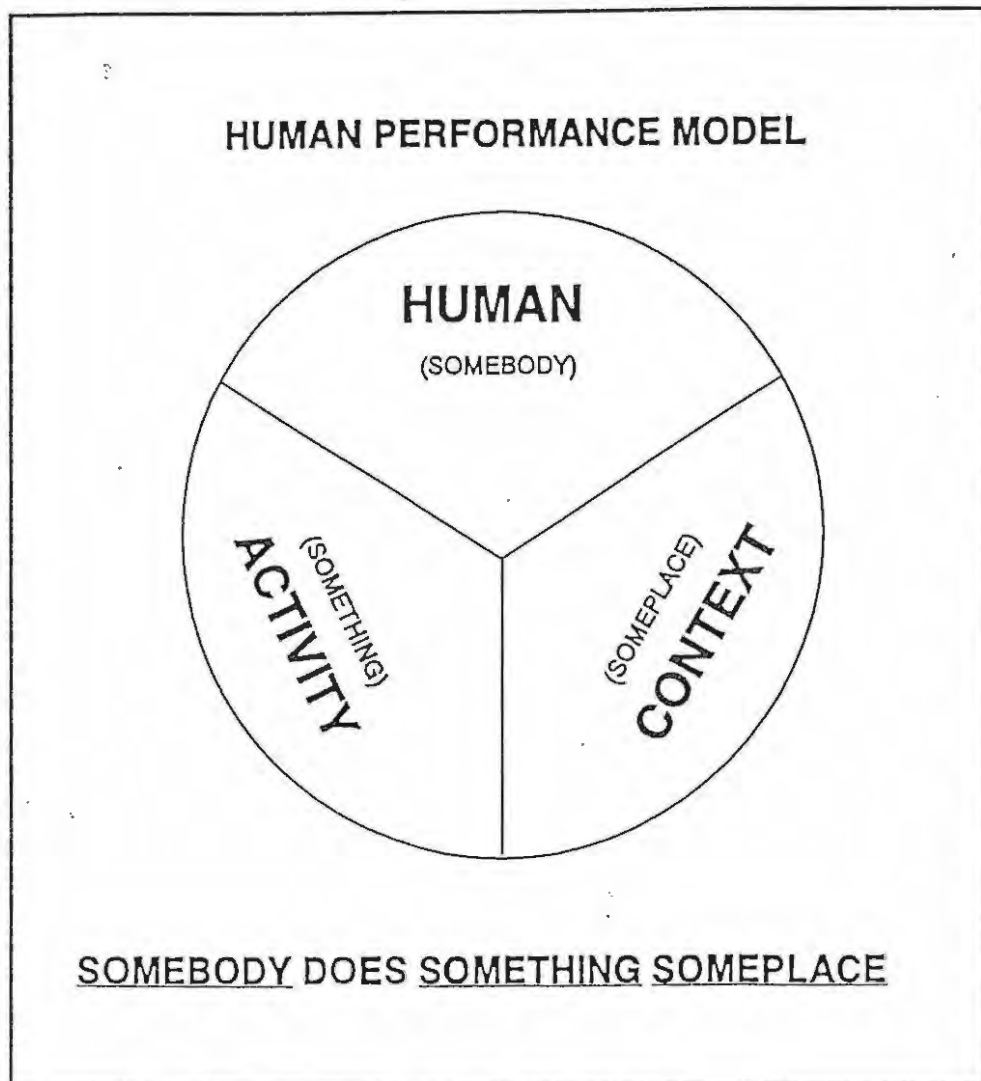 HUMAN PERFORMANCE MODEL
HUMAN
(SOMEBODY)
(SOMETHING)
ACTIVITY
(SOMEPLACE)
CONTEXT
SOMEBODY DOES SOMETHING SOMEPLACE